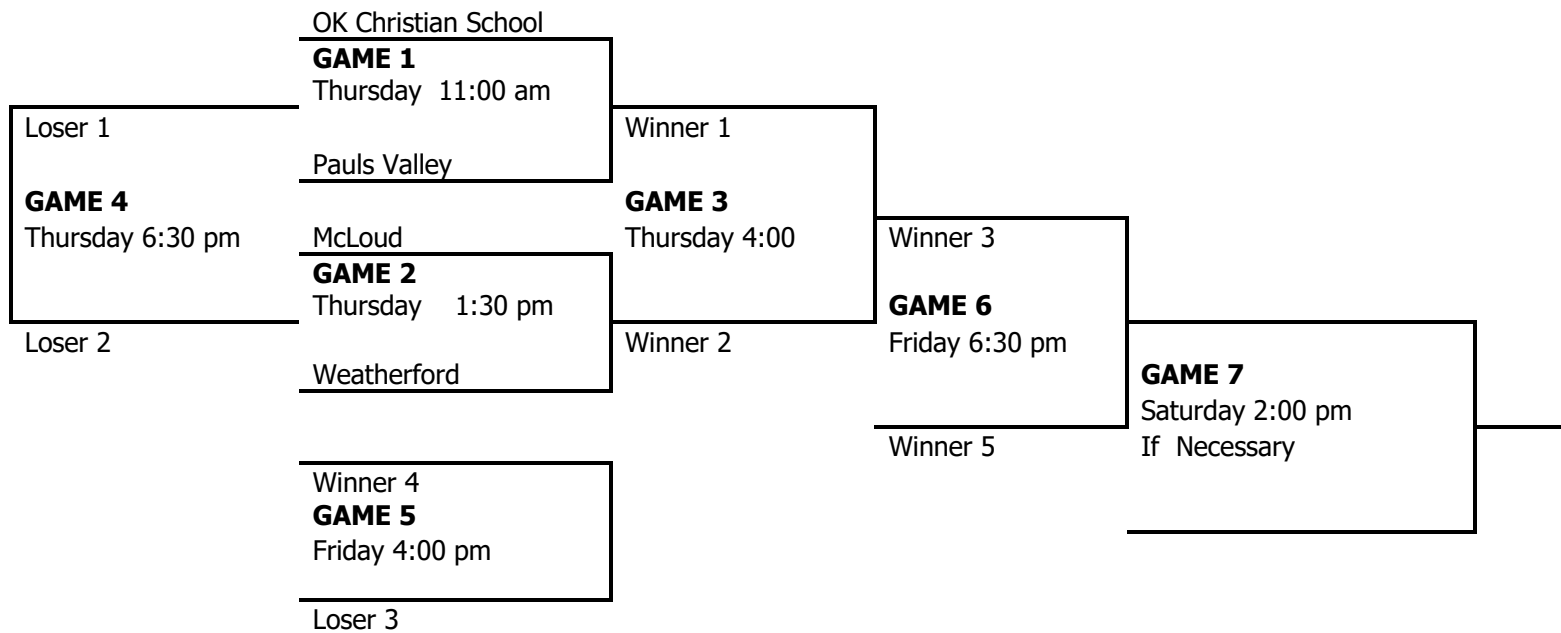 OK Christian School
GAME 1
Thursday 11:00 am
Loser 1
Winner 1
Pauls Valley
GAME 4
GAME 3
Thursday 6:30 pm
McLoud
Thursday 4:00
Winner 3
GAME 2
Thursday 1:30 pm
GAME 6
Loser 2
Winner 2
Friday 6:30 pm
Weatherford
GAME 7
Saturday 2:00 pm
Winner 5
If Necessary
Winner 4
GAME 5
Friday 4:00 pm
Loser 3